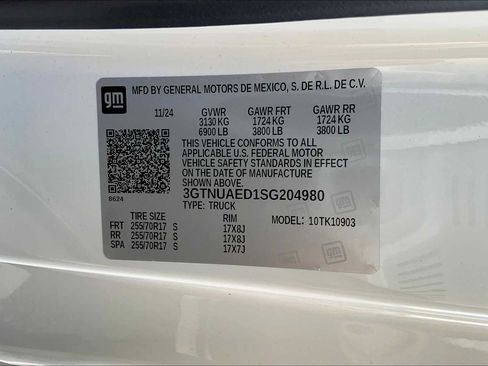 gm
MFD BY GENERAL MOTORS DE MEXICO, S. DE R.L. DE C.V.
11/24 GVWR GAWR FRT GAWR RR
3130 KG 1724 KG 1724 KG
6900 LB 3800 LB 3800 LB
THIS VEHICLE CONFORMS TO ALL
APPLICABLE U.S. FEDERAL MOTOR
VEHICLE SAFETY STANDARDS IN EFFECT
ON THE DATE OF MANUFACTURE
SHOWN ABOVE.
3GTNUAED1SG204980
8624
TYPE: TRUCK
TIRE SIZE RIM MODEL: 10TK10903
FRT 255/70R17 S 17X8J
RR 255/70R17 S 17X8J
SPA 255/70R17 S 17X7J